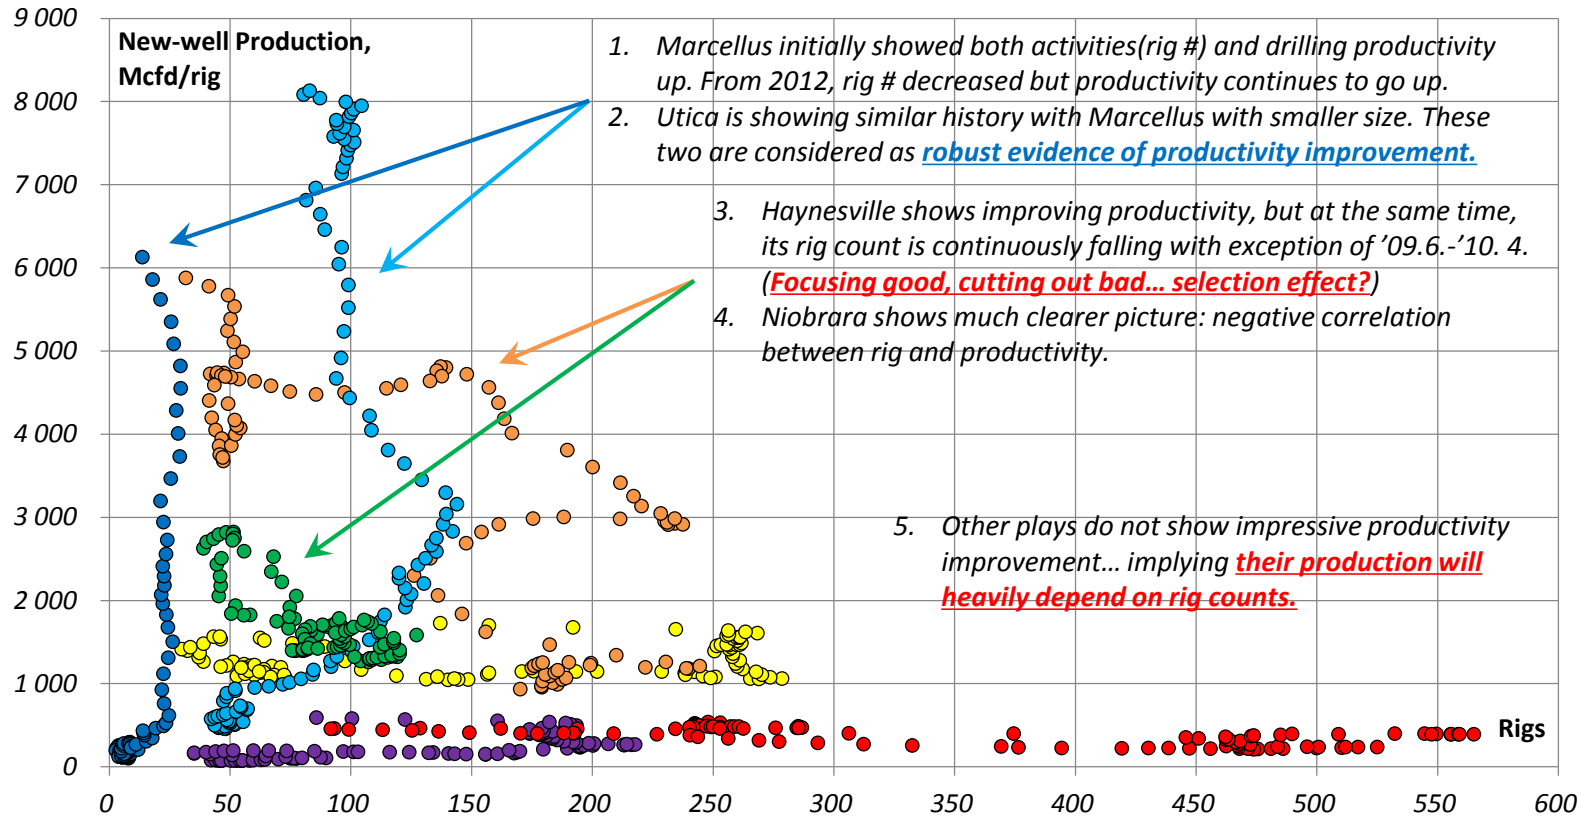 9 000
New-well Production,
Mcfd/rig
1. Marcellus initially showed both activities(rig #) and drilling productivity
up. From 2012, rig # decreased but productivity continues to go up.
2. Utica is showing similar history with Marcellus with smaller size. These
two are considered as robust evidence of productivity improvement.
3. Haynesville shows improving productivity, but at the same time,
its rig count is continuously falling with exception of ’09.6.-’10. 4.
(Focusing good, cutting out bad... selection effect?)
4. Niobrara shows much clearer picture: negative correlation
between rig and productivity.
5. Other plays do not show impressive productivity
improvement... implying their production will
heavily depend on rig counts.
8 000
7 000
6 000
5 000
4 000
3 000
2 000
1 000
0
Rigs
0 50 100 150 200 250 300 350 400 450 500 550 600